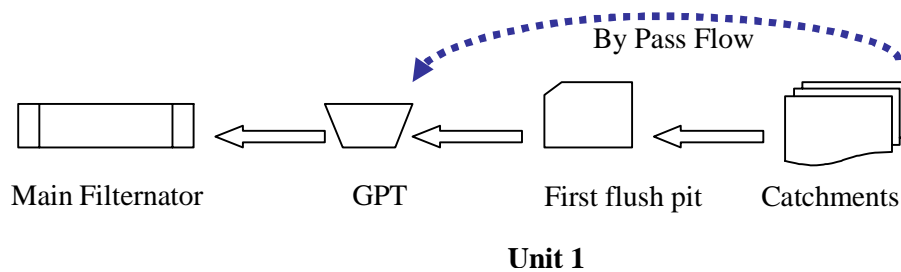 By Pass Flow
Main Filternator GPT First flush pit Catchments
Unit 1